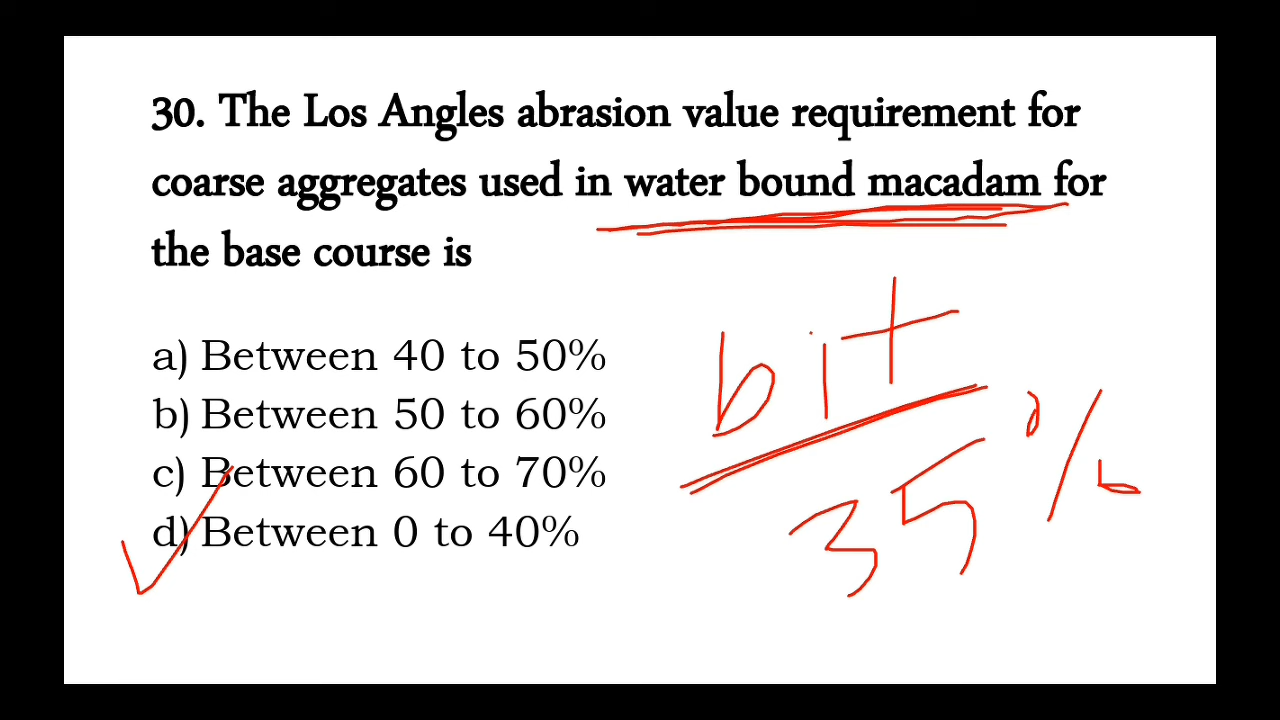 30. The Los Angles abrasion value requirement for
coarse aggregates used in water bound macadam for
the base course is
a) Between 40 to 50%
b) Between 50 to 60%
c) Between 60 to 70%
d) Between 0 to 40%
bit
35 %